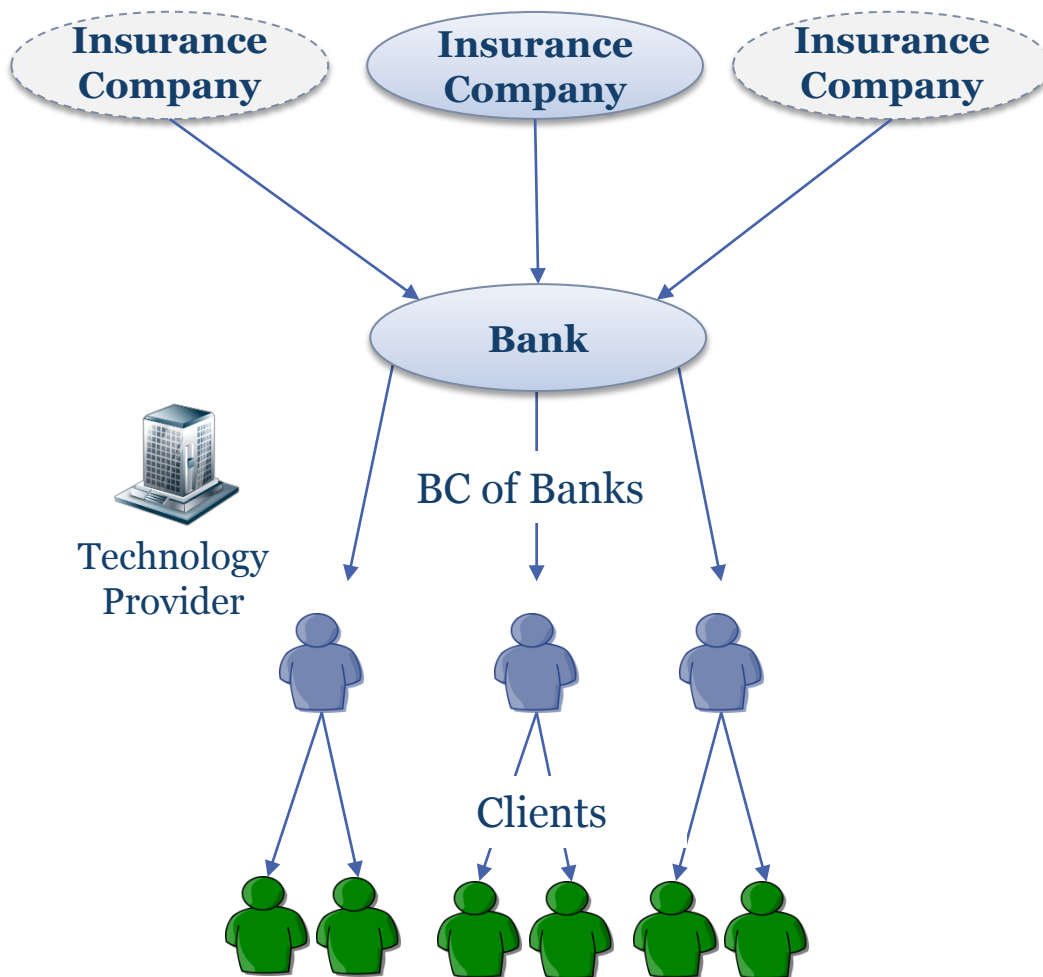 Insurance
Company
Insurance
Company
Insurance
Company
Bank
BC of Banks
Technology
Provider
Clients